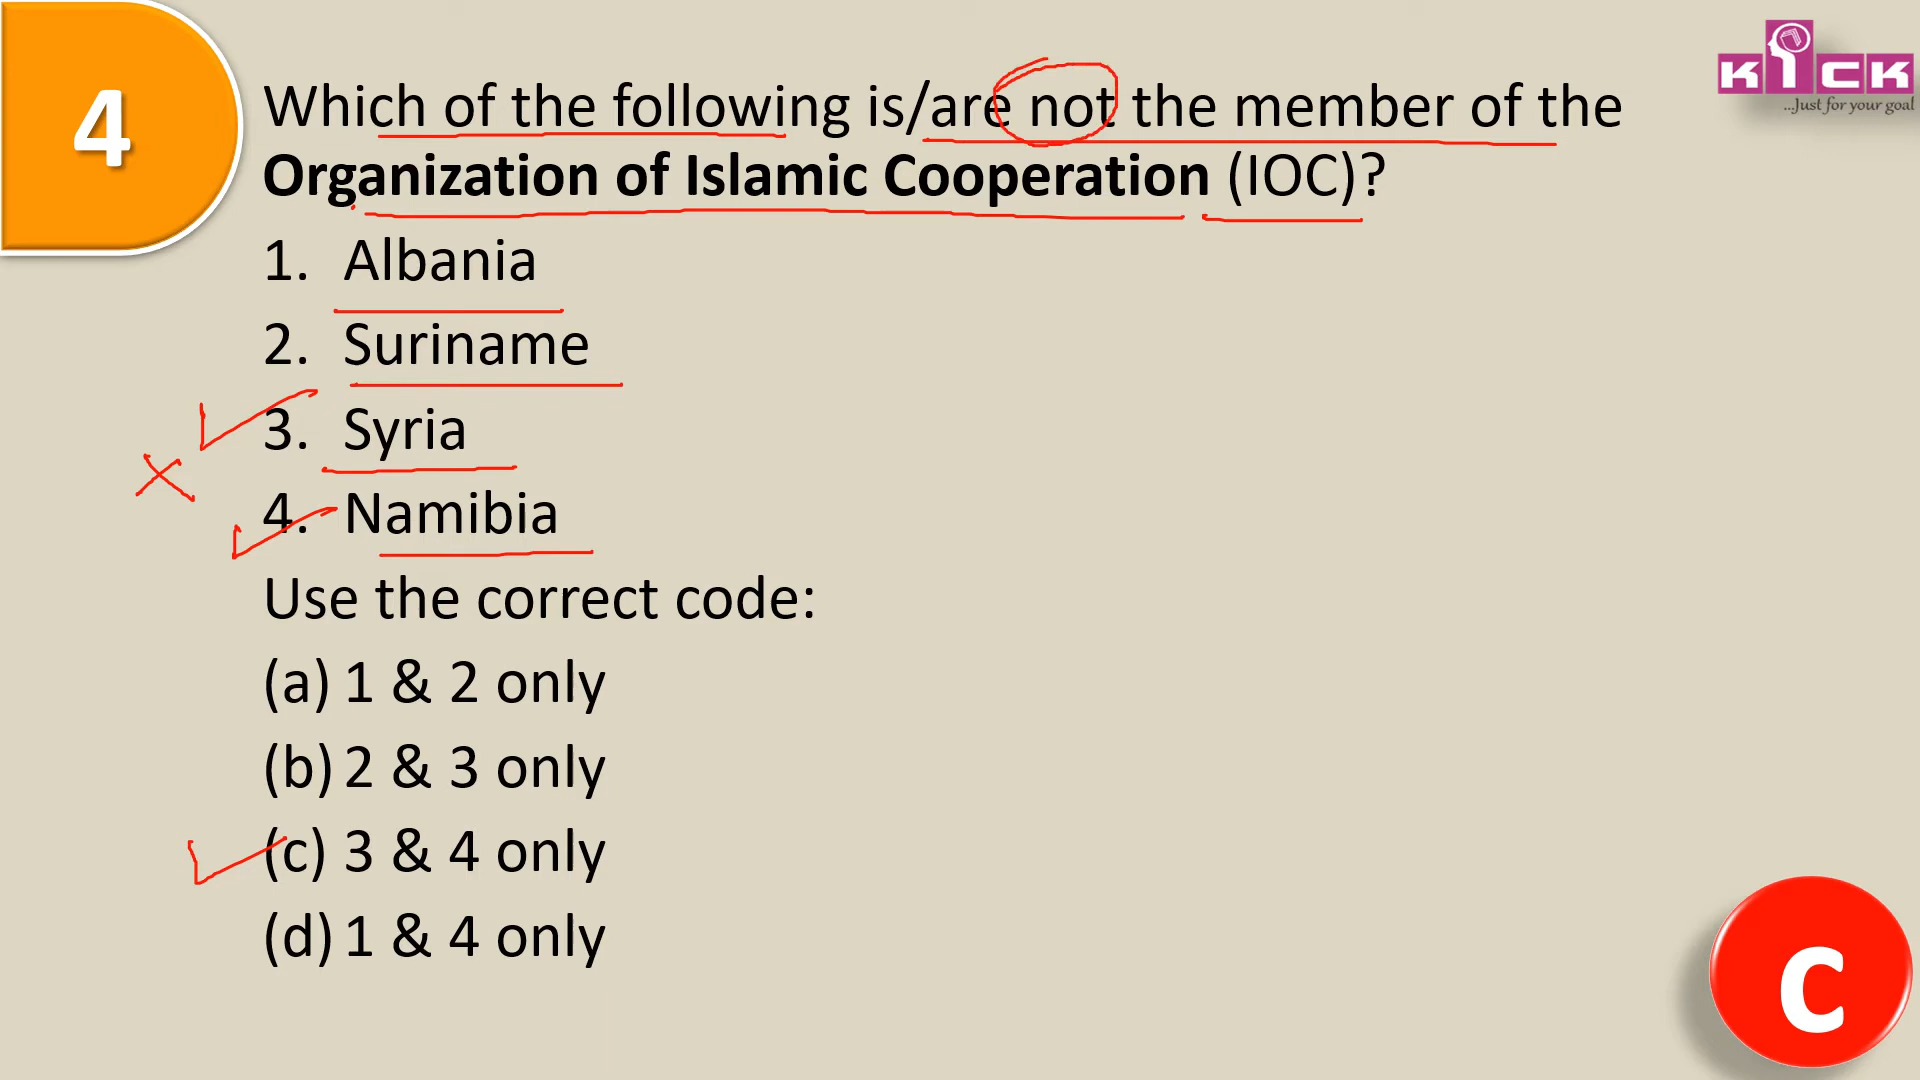 4
Which of the following is/are not the member of the
Organization of Islamic Cooperation (IOC)?
1. Albania
2. Suriname
3. Syria
4. Namibia
Use the correct code:
(a) 1 & 2 only
(b) 2 & 3 only
(c) 3 & 4 only
(d) 1 & 4 only
KICK
...Just for your goal
C